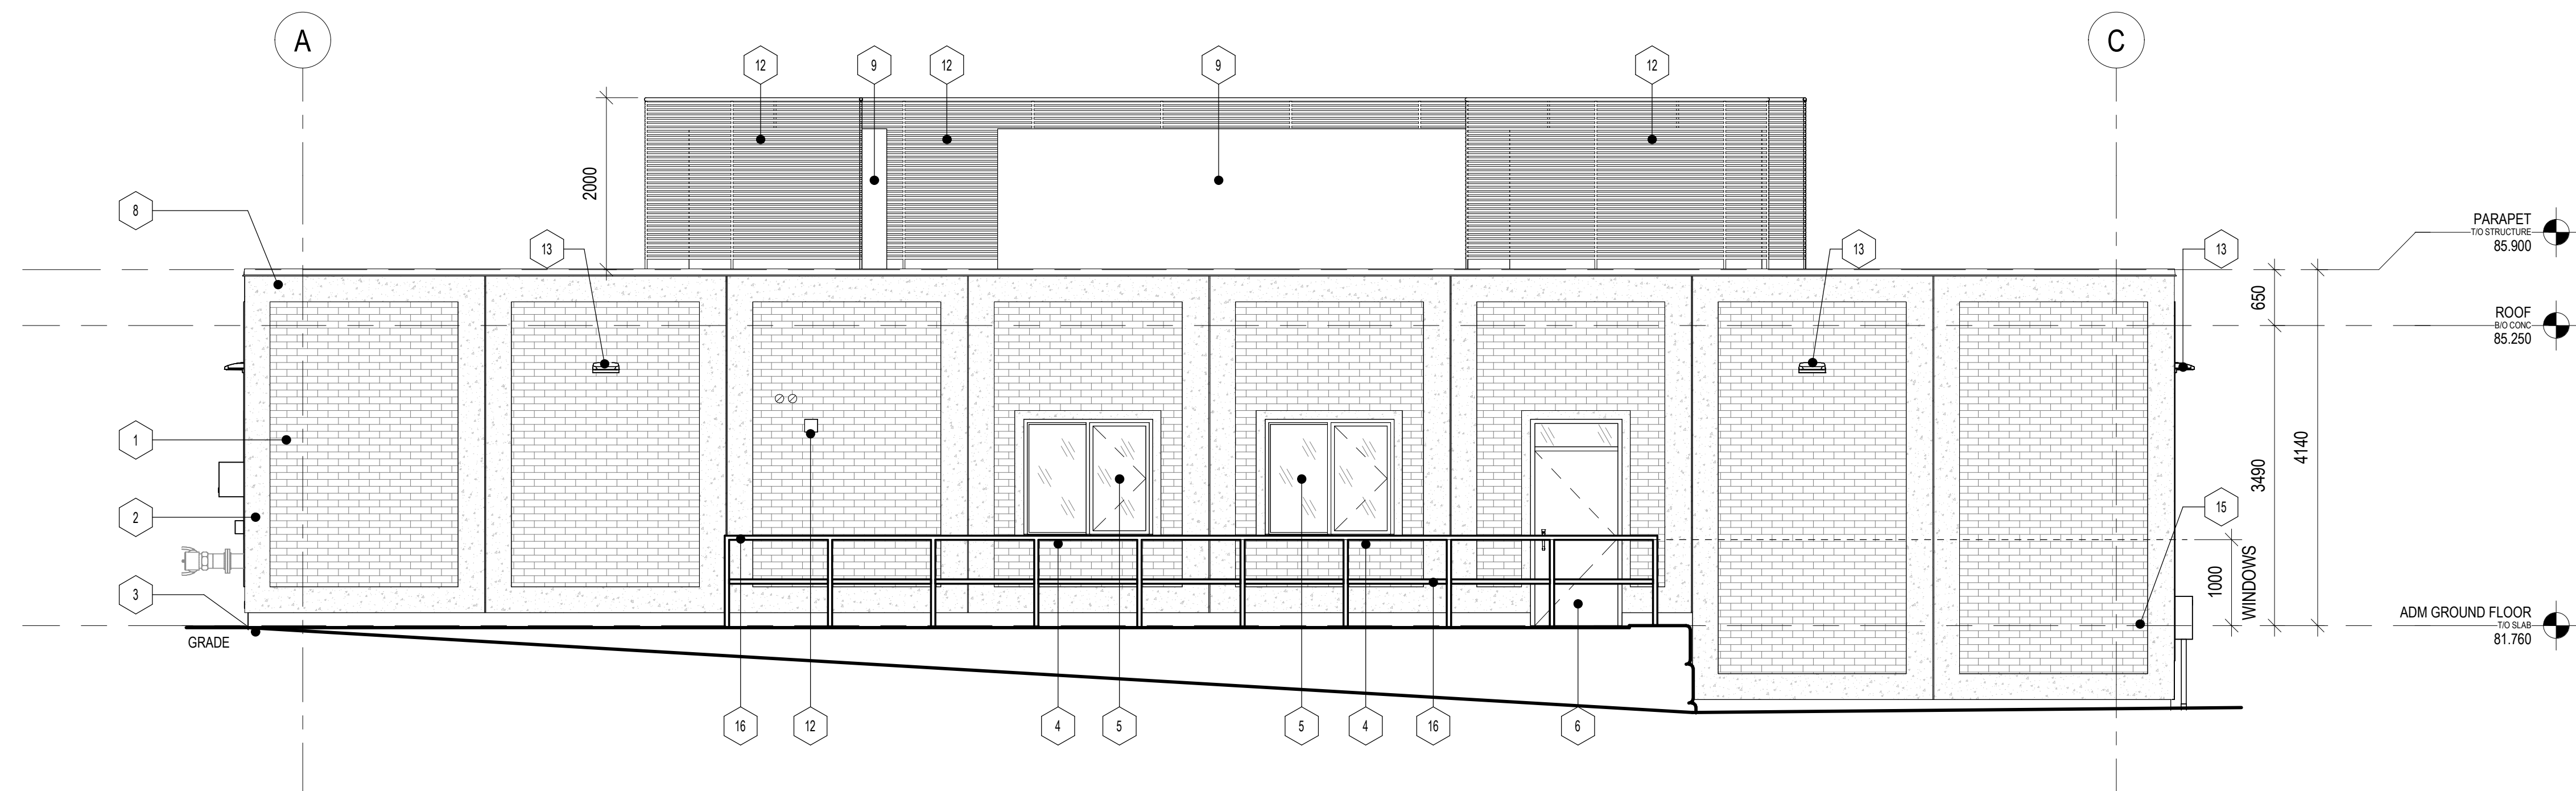 A
C
12
9
12
9
12
2000
8
13
13
13
PARAPET
T/O STRUCTURE
85.900
650
ROOF
B/O CONC
85.250
1
2
3
4140
3490
15
1000
WINDOWS
ADM GROUND FLOOR
T/O SLAB
81.760
GRADE
16
12
4
5
5
4
16
6